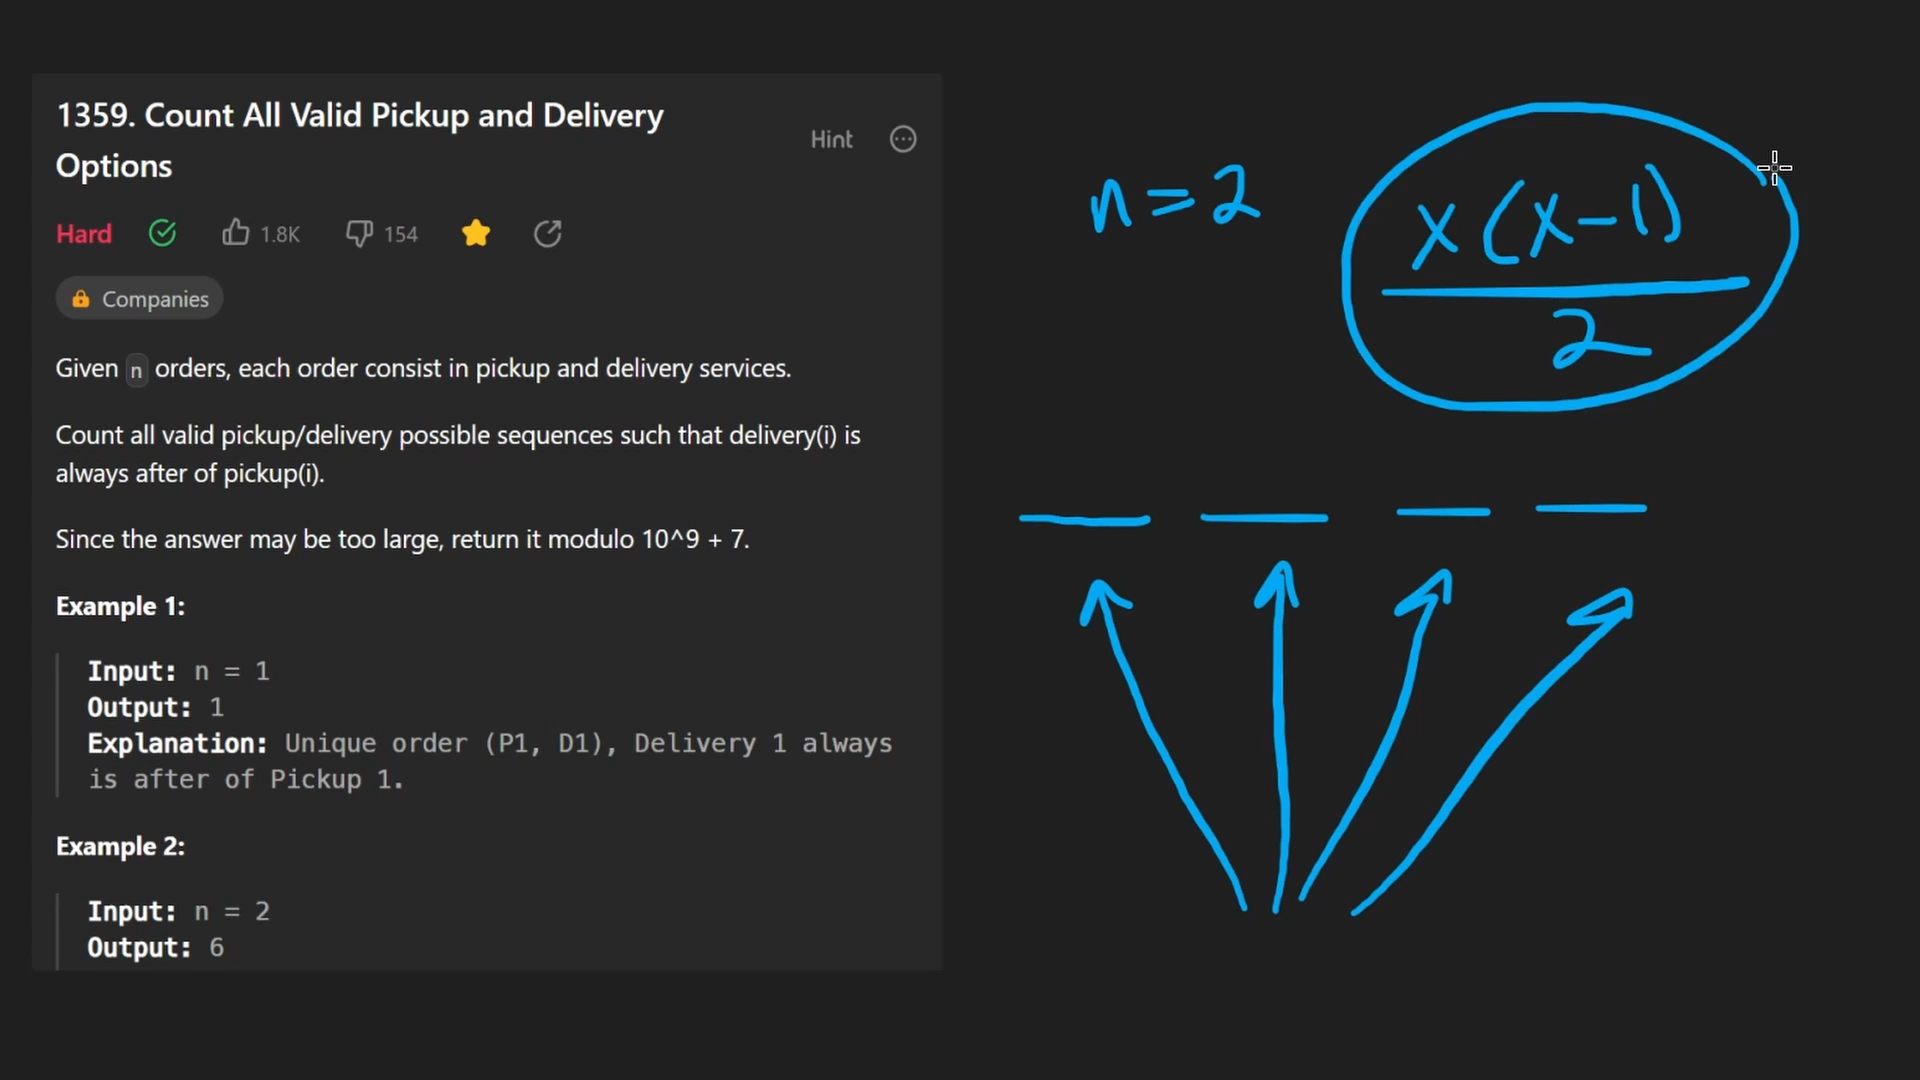 1359. Count All Valid Pickup and Delivery
Options
Hint
Hard 1.8K 154
Companies
Given n orders, each order consist in pickup and delivery services.
Count all valid pickup/delivery possible sequences such that delivery(i) is
always after of pickup(i).
Since the answer may be too large, return it modulo 10^9 + 7.
Example 1:
Input: n = 1
Output: 1
Explanation: Unique order (P1, D1), Delivery 1 always
is after of Pickup 1.
Example 2:
Input: n = 2
Output: 6
n=2
x(x-1)
2